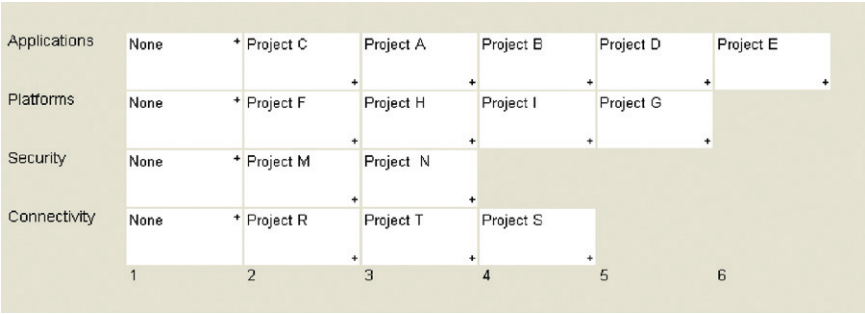 Applications None + Project C + Project A + Project B + Project D + Project E +
Platforms None + Project F + Project H + Project I + Project G +
Security None + Project M + Project N +
Connectivity None + Project R + Project T + Project S +
1 2 3 4 5 6